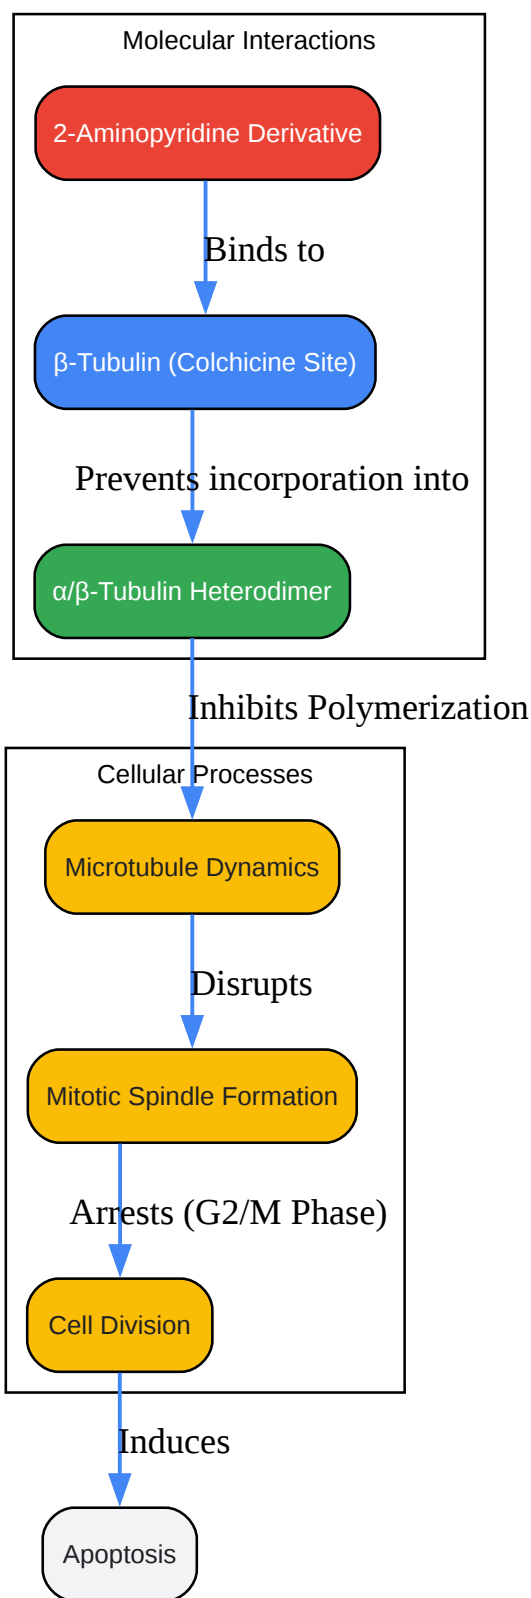 Molecular Interactions
2-Aminopyridine Derivative
Binds to
β-Tubulin (Colchicine Site)
Prevents incorporation into
α/β-Tubulin Heterodimer
Inhibits Polymerization
Cellular Processes
Microtubule Dynamics
Disrupts
Mitotic Spindle Formation
Arrests (G2/M Phase)
Cell Division
Induces
Apoptosis